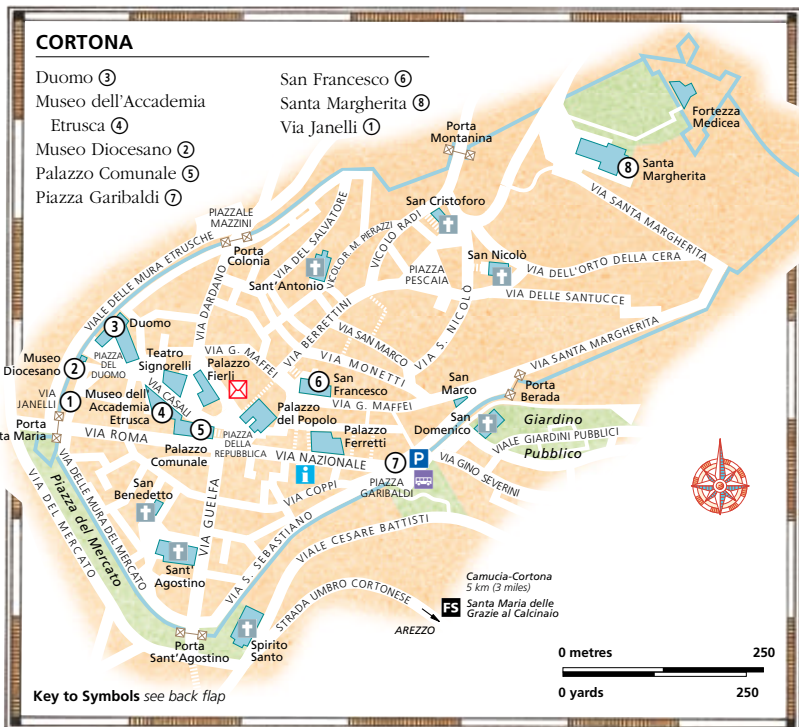 CORTONA
Duomo ③
Museo dell'Accademia
Etrusca ④
Museo Diocesano ②
Palazzo Comunale ⑤
Piazza Garibaldi ⑦
San Francesco ⑥
Santa Margherita ⑧
Via Janelli ①
Fortezza
Medicea
Porta
Montanina
⑧
Santa
Margherita
VIA SANTA MARGHERITA
San Cristoforo
PIAZZALE
MAZZINI
Porta
Colonia
VIALE DELLE MURA ETRUSCHE
VIA DARDANO
VIA DEL SALVATORE
VICOLO R. M. PIERAZZI
VICOLO RADI
Sant'Antonio
San Nicolò
PIAZZA
PESCAIA
VIA DELL'ORTO DELLA CERA
VIA DELLE SANTUCCE
VIA BERRETTINI
VIA S. NICOLÒ
VIA SAN MARCO
VIA MONETTI
VIA SANTA MARGHERITA
③
Duomo
Museo
Diocesano
②
PIAZZA
DEL
DUOMO
Teatro
Signorelli
VIA G. MAFFEI
Palazzo
Fierli
⑥
San
Francesco
VIA G. MAFFEI
San
Marco
Porta
Berada
VIA
JANELLI
①
Museo dell'
Accademia
Etrusca
④
VIA CASALI
⑤
Palazzo
Comunale
Palazzo
del Popolo
PIAZZA
DELLA
REPUBBLICA
Palazzo
Ferretti
San
Domenico
Giardino
Pubblico
VIALE GIARDINI PUBBLICI
Porta
ta Maria
VIA ROMA
VIA NAZIONALE
i
⑦
P
PIAZZA
GARIBALDI
VIA GINO SEVERINI
VIA COPPI
San
Benedetto
VIA GUELFA
VIA DELLE MURA DEL MERCATO
Piazza del Mercato
VIA DEL MERCATO
Sant'
Agostino
VIA S. SEBASTIANO
VIALE CESARE BATTISTI
STRADA UMBRO CORTONESE
AREZZO
Camucia-Cortona
5 km (3 miles)
FS
Santa Maria delle
Grazie al Calcinaio
Porta
Sant'Agostino
Spirito
Santo
0 metres 250
0 yards 250
Key to Symbols see back flap